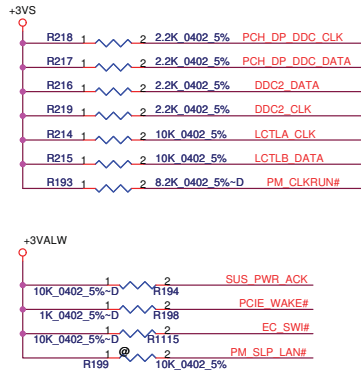 +3VS
R218 1 2 2.2K_0402_5% PCH_DP_DDC_CLK
R217 1 2 2.2K_0402_5% PCH_DP_DDC_DATA
R216 1 2 2.2K_0402_5% DDC2_DATA
R219 1 2 2.2K_0402_5% DDC2_CLK
R214 1 2 10K_0402_5% LCTLA_CLK
R215 1 2 10K_0402_5% LCTLB_DATA
R193 1 2 8.2K_0402_5%~D PM_CLKRUN#
+3VALW
1 2 SUS_PWR_ACK
10K_0402_5%~D R194
1 2 PCIE_WAKE#
1K_0402_5%~D R198
1 2 EC_SWI#
10K_0402_5%~D R1115
1 @ 2 PM_SLP_LAN#
R199 10K_0402_5%